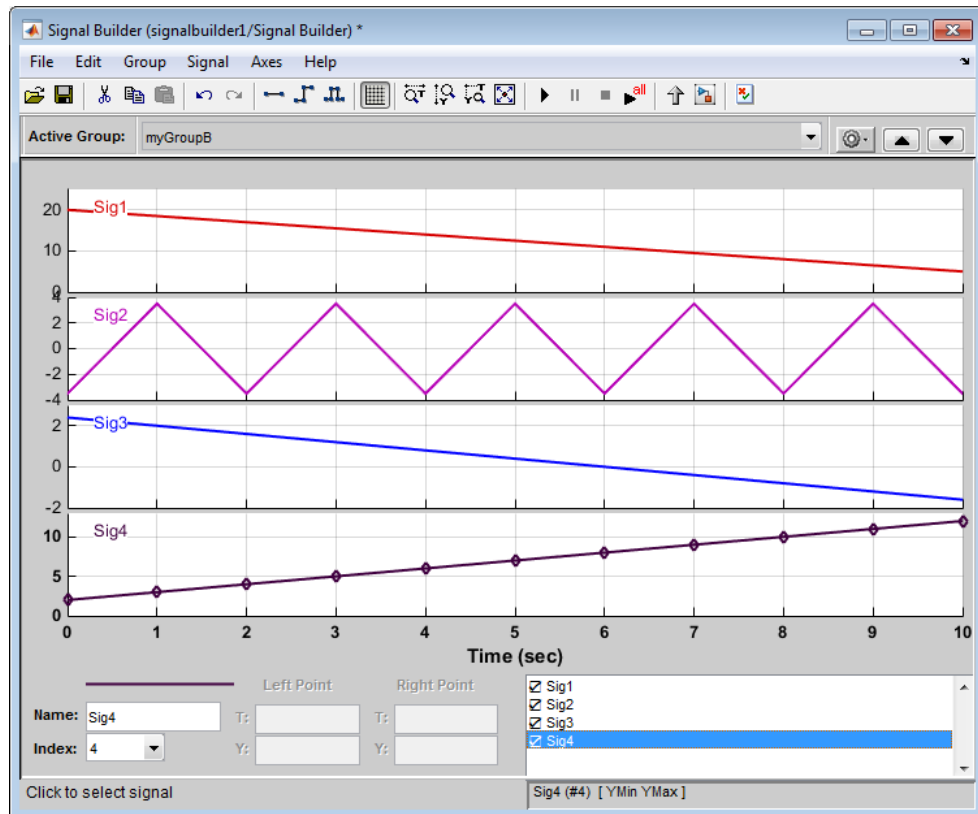 Signal Builder (signalbuilder1/Signal Builder) *
File Edit Group Signal Axes Help
all
Active Group: myGroupB
20
10
0
Sig1
4
2
0
-2
-4
Sig2
2
0
-2
Sig3
10
5
0
Sig4
0 1 2 3 4 5 6 7 8 9 10
Time (sec)
Left Point Right Point
Name: Sig4 T: T:
Index: 4 Y: Y:
Sig1
Sig2
Sig3
Sig4
Click to select signal
Sig4 (#4) [ YMin YMax ]